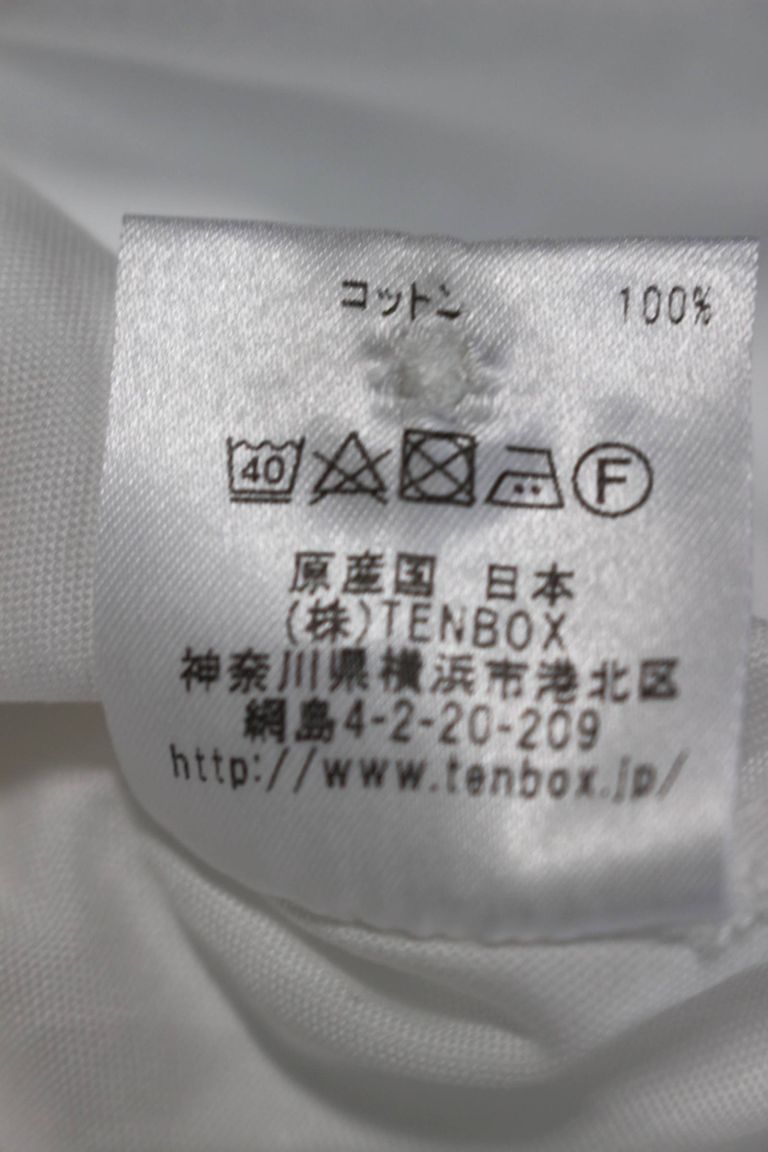 コットン 100%
40 F
原産国 日本
(株)TENBOX
神奈川県横浜市港北区
綱島4-2-20-209
http://www.tenbox.jp/